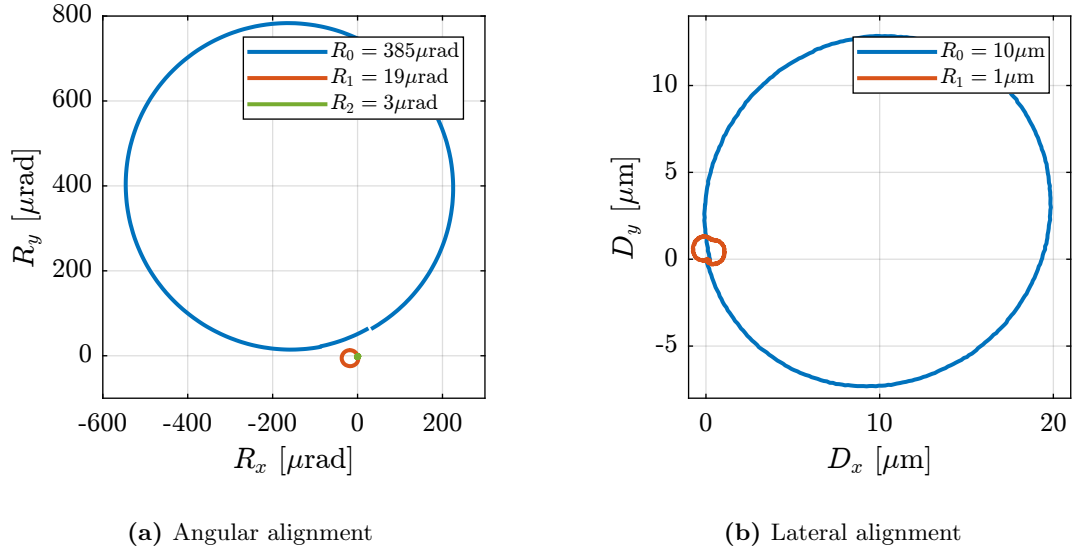 800
600
400
200
0
-600
-400
-200
0
200
R_y [μrad]
R_x [μrad]
R_0 = 385μrad
R_1 = 19μrad
R_2 = 3μrad
(a) Angular alignment
10
5
0
-5
0
10
20
D_y [μm]
D_x [μm]
R_0 = 10μm
R_1 = 1μm
(b) Lateral alignment